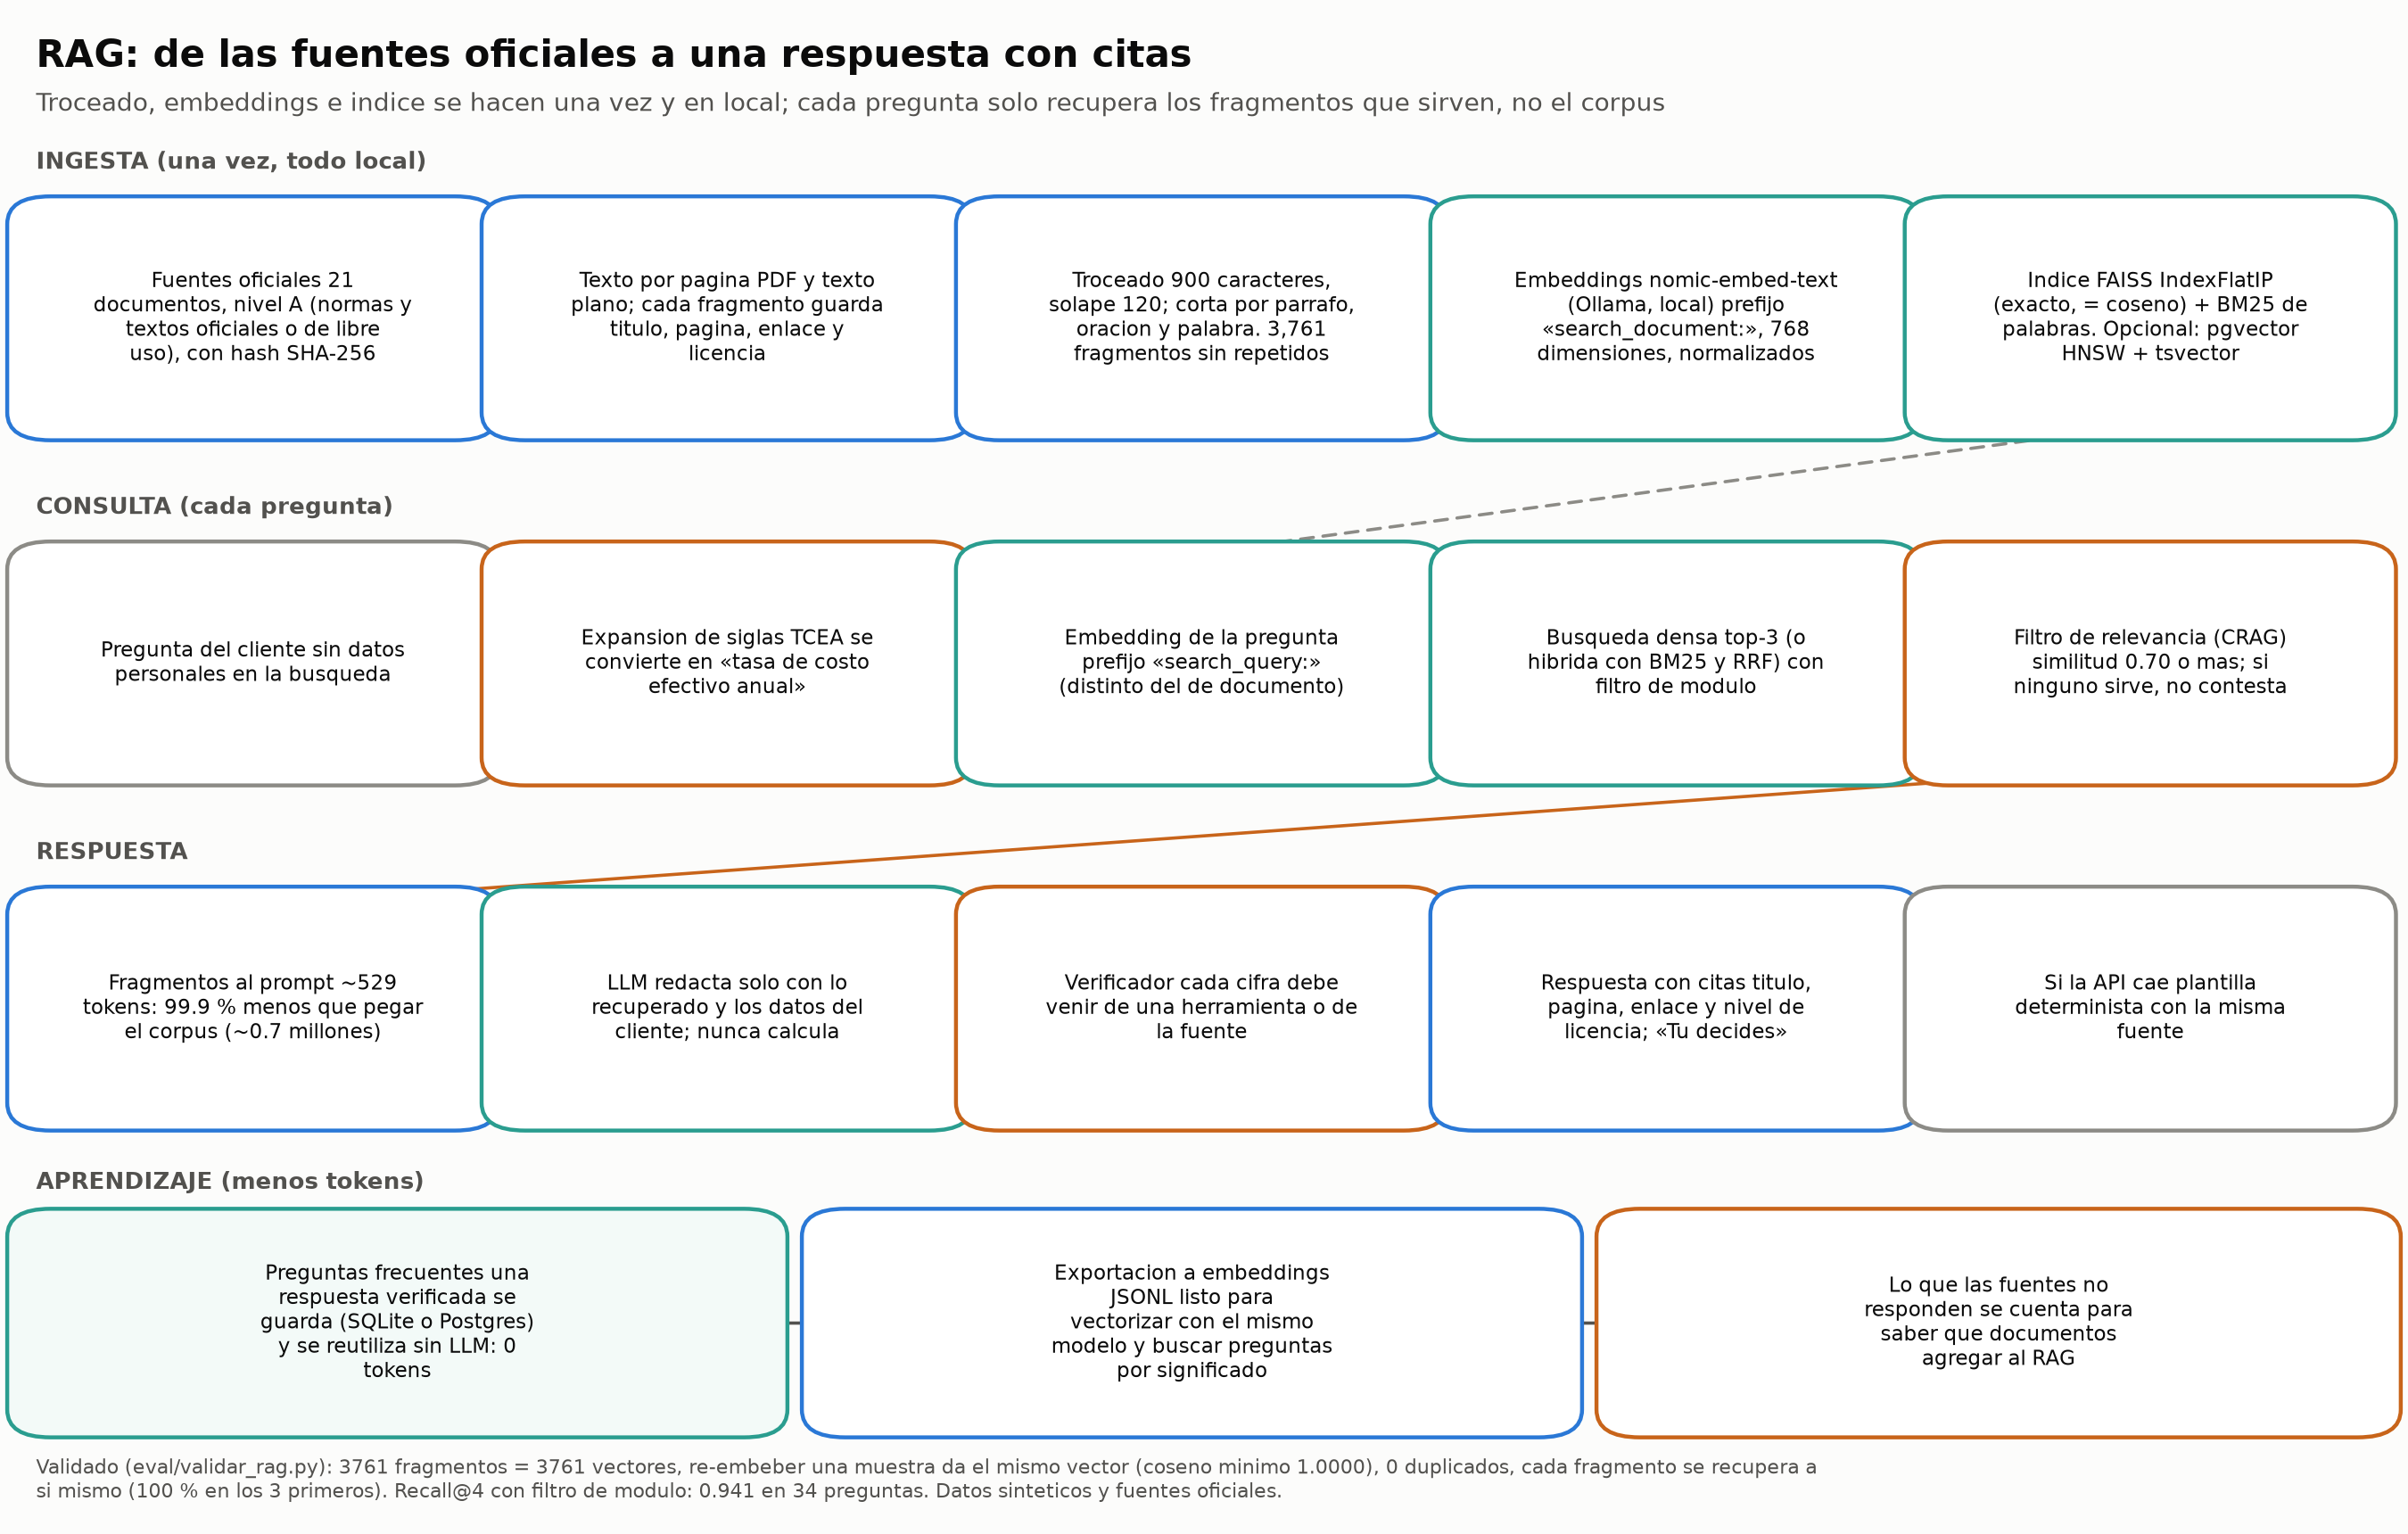 RAG: de las fuentes oficiales a una respuesta con citas
Troceado, embeddings e indice se hacen una vez y en local; cada pregunta solo recupera los fragmentos que sirven, no el corpus
INGESTA (una vez, todo local)
Fuentes oficiales 21
documentos, nivel A (normas y
textos oficiales o de libre
uso), con hash SHA-256
Texto por pagina PDF y texto
plano; cada fragmento guarda
titulo, pagina, enlace y
licencia
Troceado 900 caracteres,
solape 120; corta por parrafo,
oracion y palabra. 3,761
fragmentos sin repetidos
Embeddings nomic-embed-text
(Ollama, local) prefijo
«search_document:», 768
dimensiones, normalizados
Indice FAISS IndexFlatIP
(exacto, = coseno) + BM25 de
palabras. Opcional: pgvector
HNSW + tsvector
CONSULTA (cada pregunta)
Pregunta del cliente sin datos
personales en la busqueda
Expansion de siglas TCEA se
convierte en «tasa de costo
efectivo anual»
Embedding de la pregunta
prefijo «search_query:»
(distinto del de documento)
Busqueda densa top-3 (o
hibrida con BM25 y RRF) con
filtro de modulo
Filtro de relevancia (CRAG)
similitud 0.70 o mas; si
ninguno sirve, no contesta
RESPUESTA
Fragmentos al prompt ~529
tokens: 99.9 % menos que pegar
el corpus (~0.7 millones)
LLM redacta solo con lo
recuperado y los datos del
cliente; nunca calcula
Verificador cada cifra debe
venir de una herramienta o de
la fuente
Respuesta con citas titulo,
pagina, enlace y nivel de
licencia; «Tu decides»
Si la API cae plantilla
determinista con la misma
fuente
APRENDIZAJE (menos tokens)
Preguntas frecuentes una
respuesta verificada se
guarda (SQLite o Postgres)
y se reutiliza sin LLM: 0
tokens
Exportacion a embeddings
JSONL listo para
vectorizar con el mismo
modelo y buscar preguntas
por significado
Lo que las fuentes no
responden se cuenta para
saber que documentos
agregar al RAG
Validado (eval/validar_rag.py): 3761 fragmentos = 3761 vectores, re-embeber una muestra da el mismo vector (coseno minimo 1.0000), 0 duplicados, cada fragmento se recupera a
si mismo (100 % en los 3 primeros). Recall@4 con filtro de modulo: 0.941 en 34 preguntas. Datos sinteticos y fuentes oficiales.